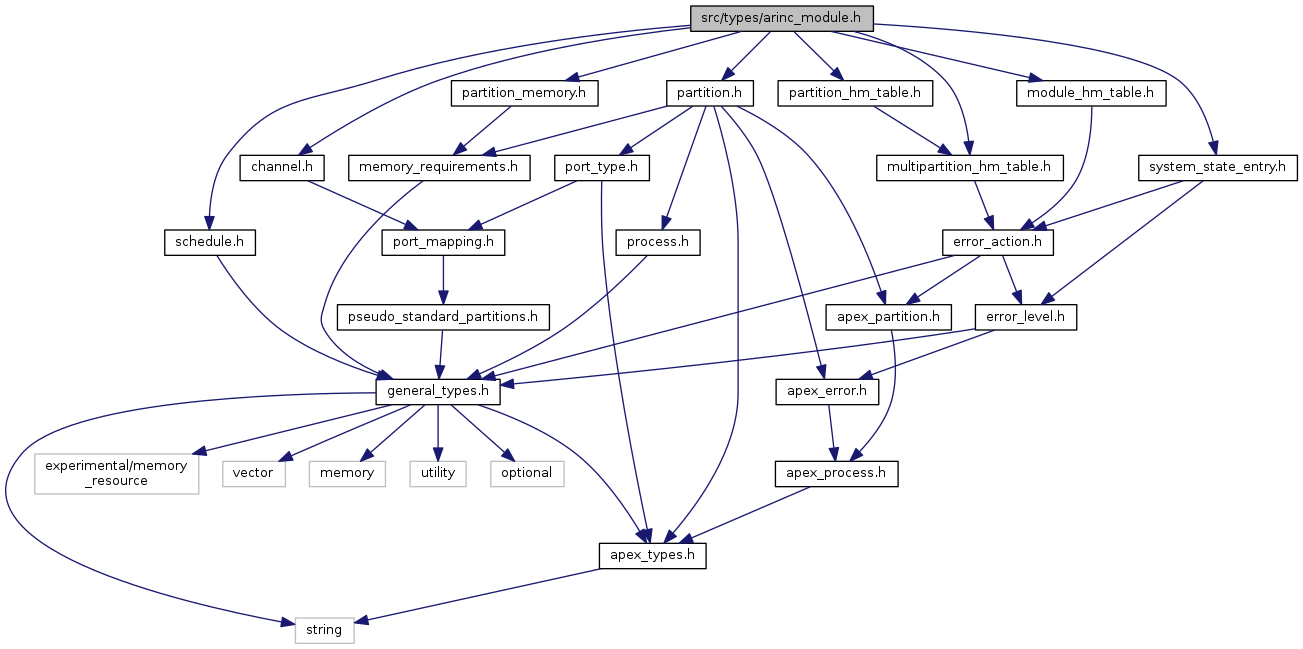 src/types/arinc_module.h
partition_memory.h
partition.h
partition_hm_table.h
module_hm_table.h
channel.h
memory_requirements.h
port_type.h
multipartition_hm_table.h
system_state_entry.h
schedule.h
port_mapping.h
process.h
error_action.h
pseudo_standard_partitions.h
apex_partition.h
error_level.h
general_types.h
apex_error.h
experimental/memory
_resource
vector
memory
utility
optional
apex_process.h
apex_types.h
string